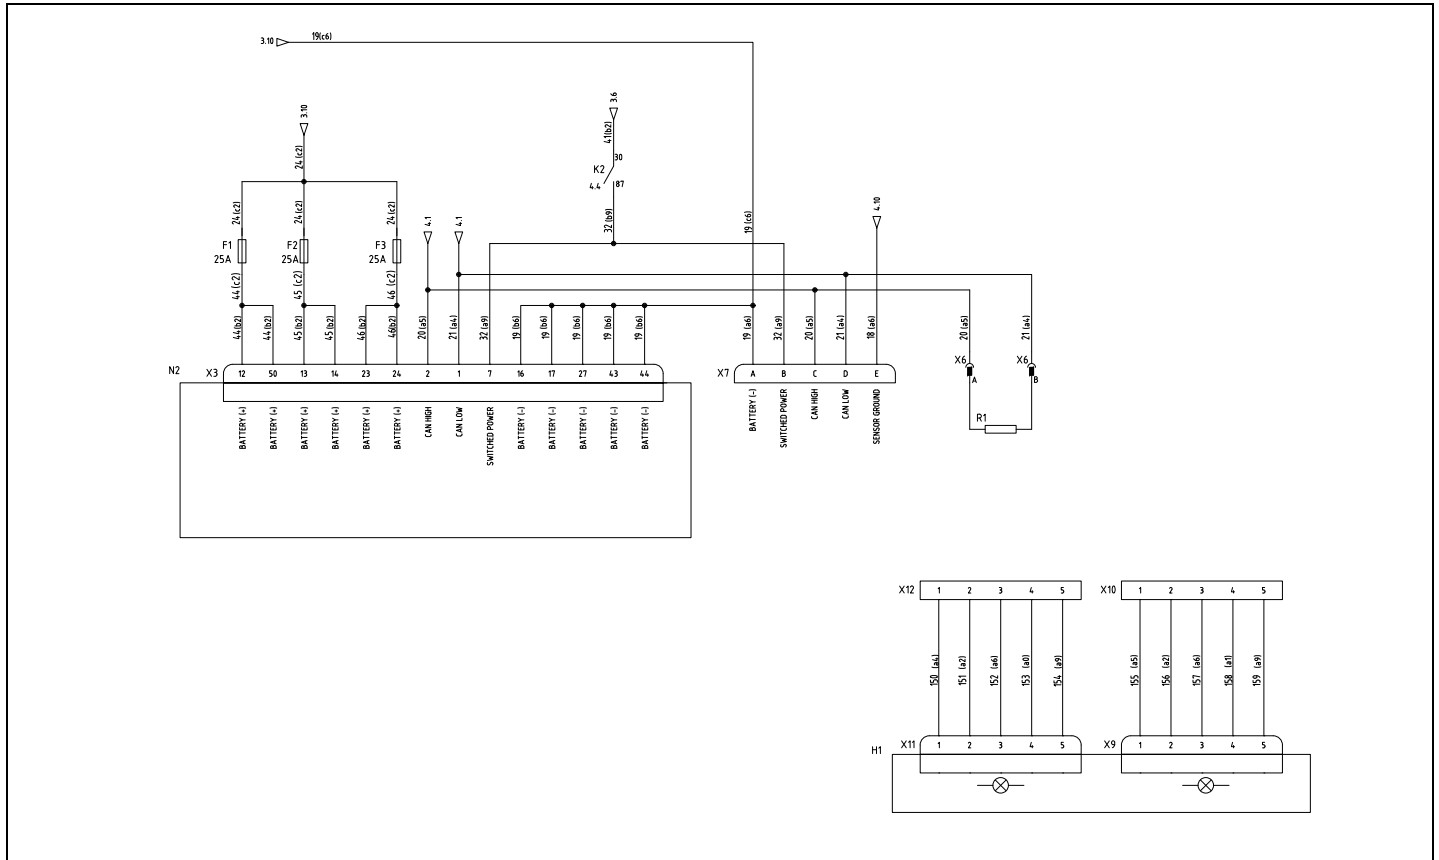 3.10 19(c6)
3.10
24 (c2)
3.6
41(b2)
30
K2
4.4 87
24 (c2) 24 (c2) 24 (c2)
4.1 4.1
32 (b9)
19 (c6)
4.10
F1 F2 F3
25A 25A 25A
44 (c2) 45 (c2) 46 (c2)
44(b2) 44(b2) 45(b2) 45(b2) 46 (b2) 46(b2) 20 (a5) 21 (a4) 32 (a9) 19 (b6) 19 (b6) 19 (b6) 19 (b6) 19 (b6) 19 (a6) 32 (a9) 20 (a5) 21 (a4) 18 (a6) 20 (a5) 21 (a4)
N2 X3 12 50 13 14 23 24 2 1 7 16 17 27 43 44 X7 A B C D E
X6 X6
A B
BATTERY (+) BATTERY (+) BATTERY (+) BATTERY (+) BATTERY (+) BATTERY (+) CAN HIGH CAN LOW SWITCHED POWER BATTERY (-) BATTERY (-) BATTERY (-) BATTERY (-) BATTERY (-) BATTERY (-) SWITCHED POWER CAN HIGH CAN LOW SENSOR GROUND
R1
X12 1 2 3 4 5 X10 1 2 3 4 5
150 (a4) 151 (a2) 152 (a6) 153 (a0) 154 (a9) 155 (a5) 156 (a2) 157 (a6) 158 (a1) 159 (a9)
H1 X11 1 2 3 4 5 X9 1 2 3 4 5